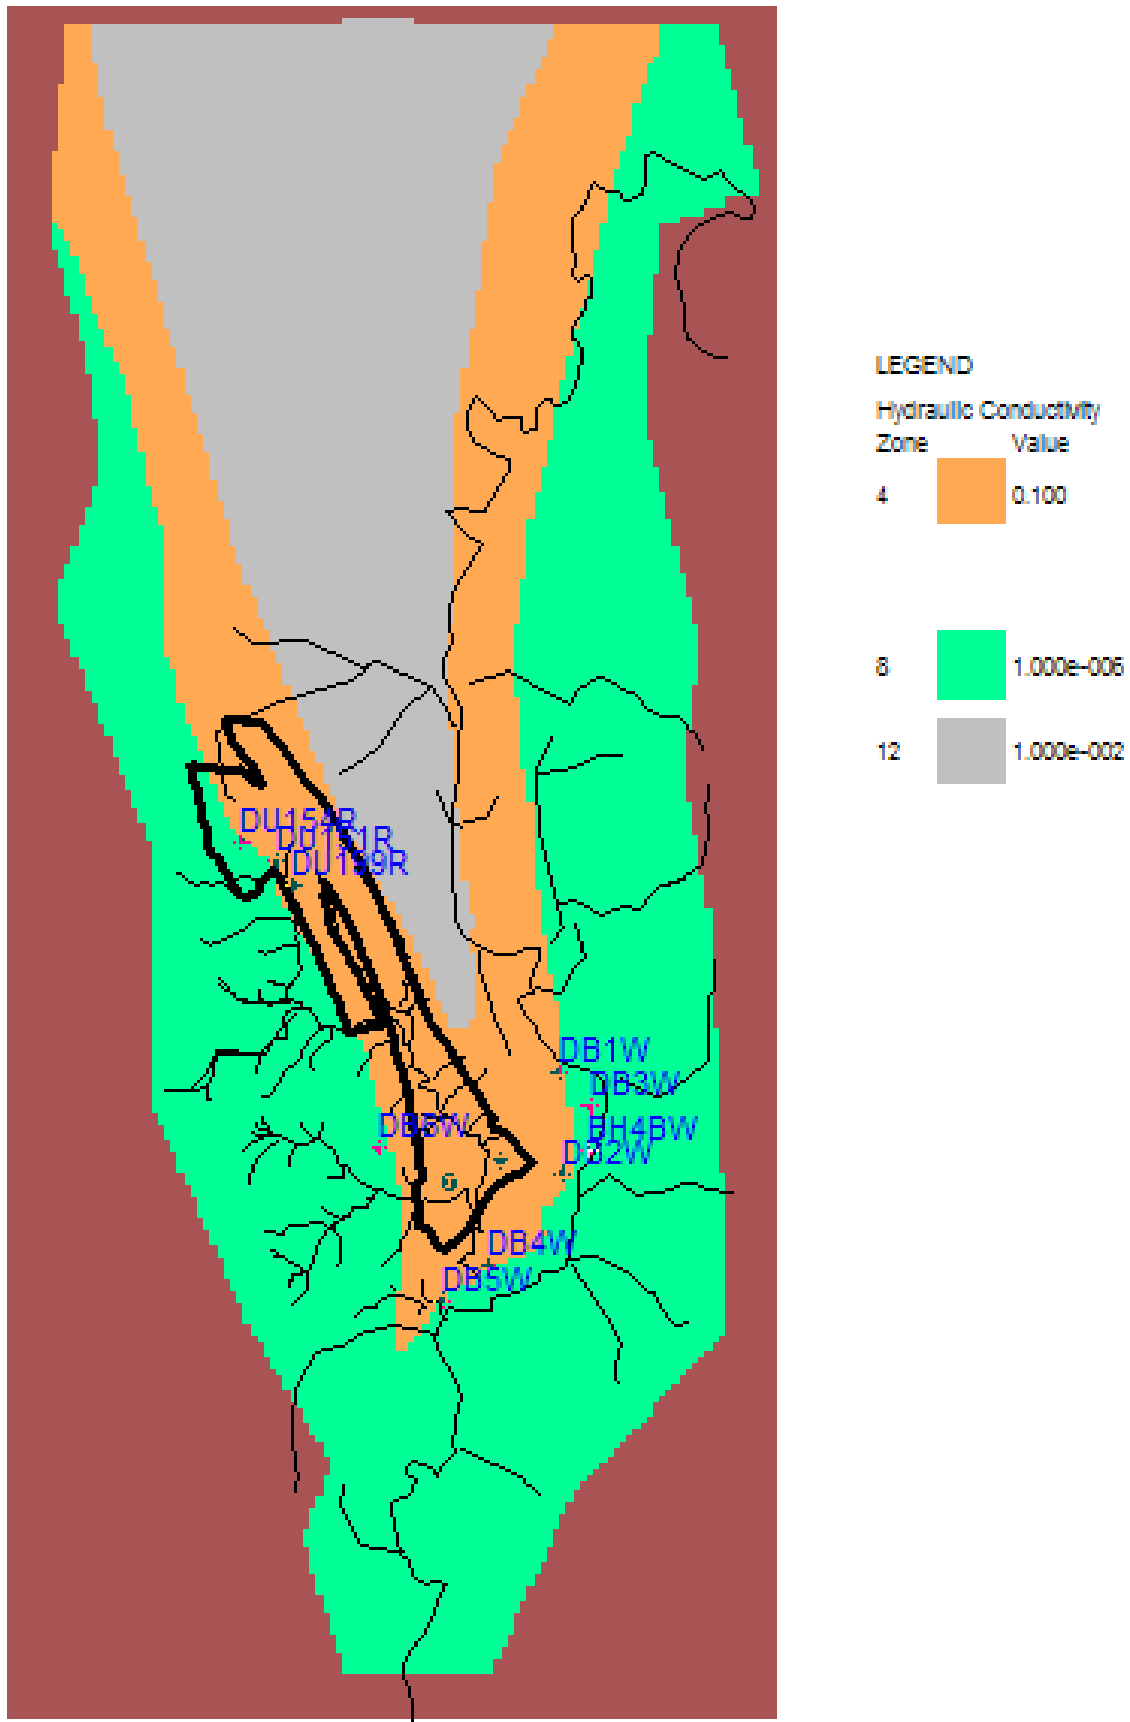 LEGEND
Hydraulic Conductivity
Zone Value
4 0.100
8 1.000e-006
12 1.000e-002
DU154R
DU151R
DU199R
DB1W
DB3W
BH4BW
DB6W
DB2W
DB4W
DB5W